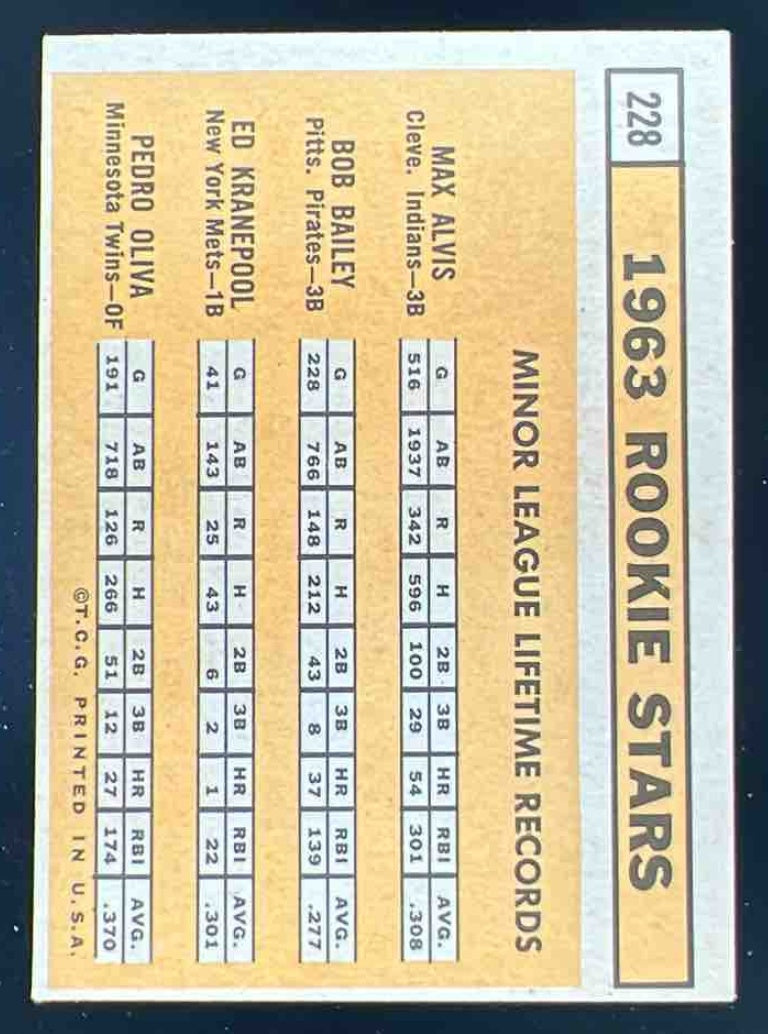 228 1963 ROOKIE STARS
MINOR LEAGUE LIFETIME RECORDS
MAX ALVIS G AB R H 2B 3B HR RBI AVG.
Cleve. Indians—3B 516 1937 342 596 100 29 54 301 .308
BOB BAILEY G AB R H 2B 3B HR RBI AVG.
Pitts. Pirates—3B 228 766 148 212 43 8 37 139 .277
ED KRANEPOOL G AB R H 2B 3B HR RBI AVG.
New York Mets—1B 41 143 25 43 6 2 1 22 .301
PEDRO OLIVA G AB R H 2B 3B HR RBI AVG.
Minnesota Twins—OF 191 718 126 266 51 12 27 174 .370
©T.C.G. PRINTED IN U.S.A.